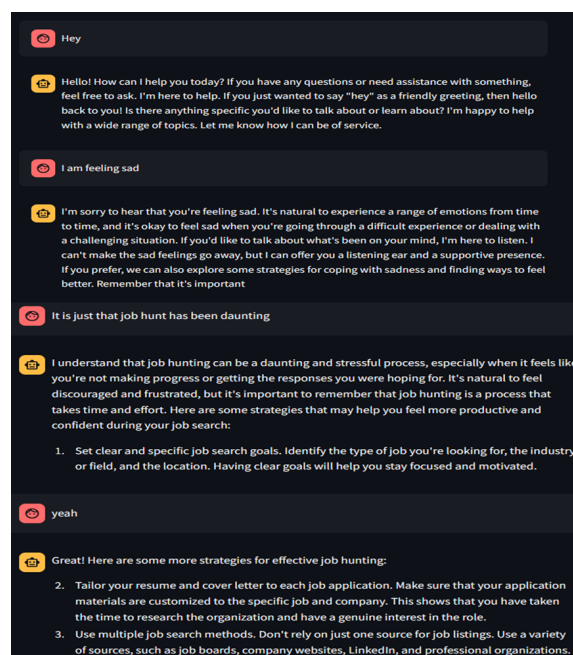 Hey
Hello! How can I help you today? If you have any questions or need assistance with something,
feel free to ask. I'm here to help. If you just wanted to say "hey" as a friendly greeting, then hello
back to you! Is there anything specific you'd like to talk about or learn about? I'm happy to help
with a wide range of topics. Let me know how I can be of service.
I am feeling sad
I'm sorry to hear that you're feeling sad. It's natural to experience a range of emotions from time
to time, and it's okay to feel sad when you're going through a difficult experience or dealing with
a challenging situation. If you'd like to talk about what's been on your mind, I'm here to listen. I
can't make the sad feelings go away, but I can offer you a listening ear and a supportive presence.
If you prefer, we can also explore some strategies for coping with sadness and finding ways to feel
better. Remember that it's important
It is just that job hunt has been daunting
I understand that job hunting can be a daunting and stressful process, especially when it feels like
you're not making progress or getting the responses you were hoping for. It's natural to feel
discouraged and frustrated, but it's important to remember that job hunting is a process that
takes time and effort. Here are some strategies that may help you feel more productive and
confident during your job search:
1. Set clear and specific job search goals. Identify the type of job you're looking for, the industry
or field, and the location. Having clear goals will help you stay focused and motivated.
yeah
Great! Here are some more strategies for effective job hunting:
2. Tailor your resume and cover letter to each job application. Make sure that your application
materials are customized to the specific job and company. This shows that you have taken
the time to research the organization and have a genuine interest in the role.
3. Use multiple job search methods. Don't rely on just one source for job listings. Use a variety
of sources, such as job boards, company websites, LinkedIn, and professional organizations.